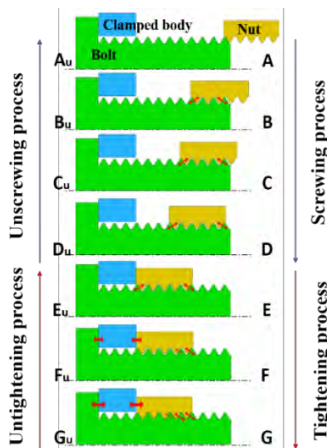 Clamped body
Nut
Bolt
Au
A
Bu
B
Cu
C
Du
D
Eu
E
Fu
F
Gu
G
Unscrewing process
Untightening process
Screwing process
Tightening process